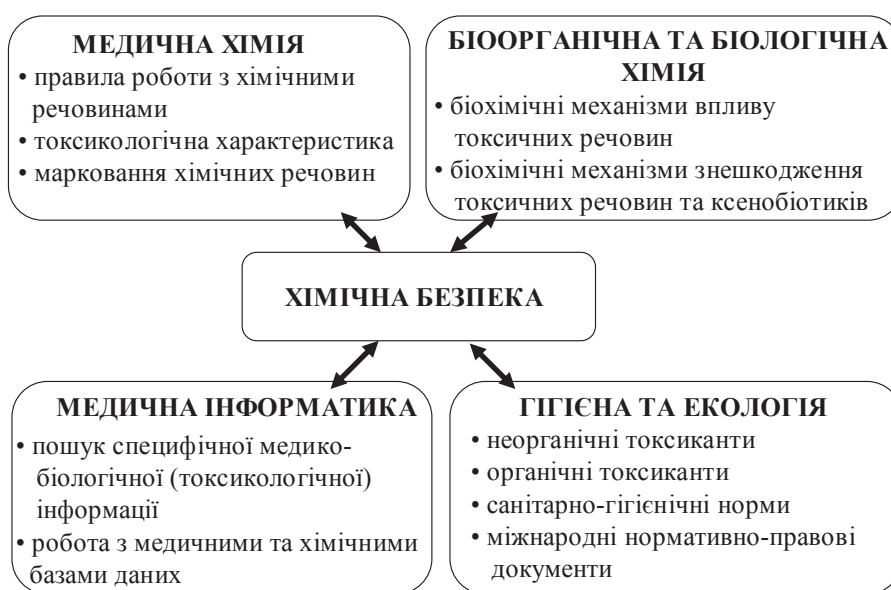 МЕДИЧНА ХІМІЯ
• правила роботи з хімічними
речовинами
• токсикологічна характеристика
• марковання хімічних речовин
БІООРГАНІЧНА ТА БІОЛОГІЧНА
ХІМІЯ
• біохімічні механізми впливу
токсичних речовин
• біохімічні механізми знешкодження
токсичних речовин та ксенобіотиків
ХІМІЧНА БЕЗПЕКА
МЕДИЧНА ІНФОРМАТИКА
• пошук специфічної медико-
біологічної (токсикологічної)
інформації
• робота з медичними та хімічними
базами даних
ГІГІЄНА ТА ЕКОЛОГІЯ
• неорганічні токсиканти
• органічні токсиканти
• санітарно-гігієнічні норми
• міжнародні нормативно-правові
документи